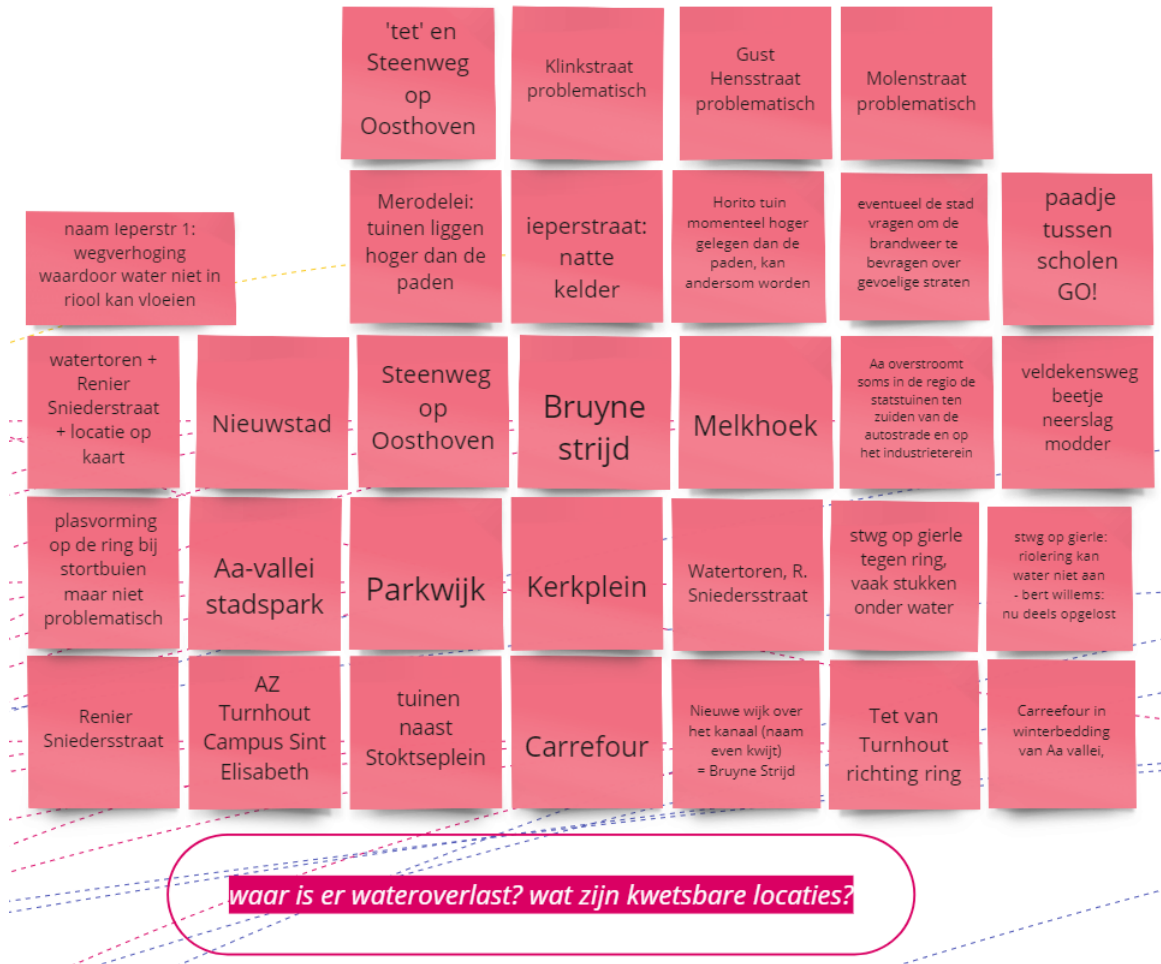 'tet' en
Steenweg
op
Oosthoven
Klinkstraat
problematisch
Gust
Hensstraat
problematisch
Molenstraat
problematisch
naam Ieperstr 1:
wegverhoging
waardoor water niet in
riool kan vloeien
Merodelei:
tuinen liggen
hoger dan de
paden
ieperstraat:
natte
kelder
Horito tuin
momenteel hoger
gelegen dan de
paden, kan
andersom worden
eventueel de stad
vragen om de
brandweer te
bevragen over
gevoelige straten
paadje
tussen
scholen
GO!
watertoren +
Renier
Sniederstraat
+ locatie op
kaart
Nieuwstad
Steenweg
op
Oosthoven
Bruyne
strijd
Melkhoek
Aa overstroomt
soms in de regio de
statstuinen ten
zuiden van de
autostrade en op
het industrieterein
veldekensweg
beetje
neerslag
modder
plasvorming
op de ring bij
stortbuien
maar niet
problematisch
Aa-vallei
stadspark
Parkwijk
Kerkplein
Watertoren, R.
Sniedersstraat
stwg op gierle
tegen ring,
vaak stukken
onder water
stwg op gierle:
riolering kan
water niet aan
- bert willems:
nu deels opgelost
Renier
Sniedersstraat
AZ
Turnhout
Campus Sint
Elisabeth
tuinen
naast
Stoktseplein
Carrefour
Nieuwe wijk over
het kanaal (naam
even kwijt)
= Bruyne Strijd
Tet van
Turnhout
richting ring
Carreefour in
winterbedding
van Aa vallei,
waar is er wateroverlast? wat zijn kwetsbare locaties?